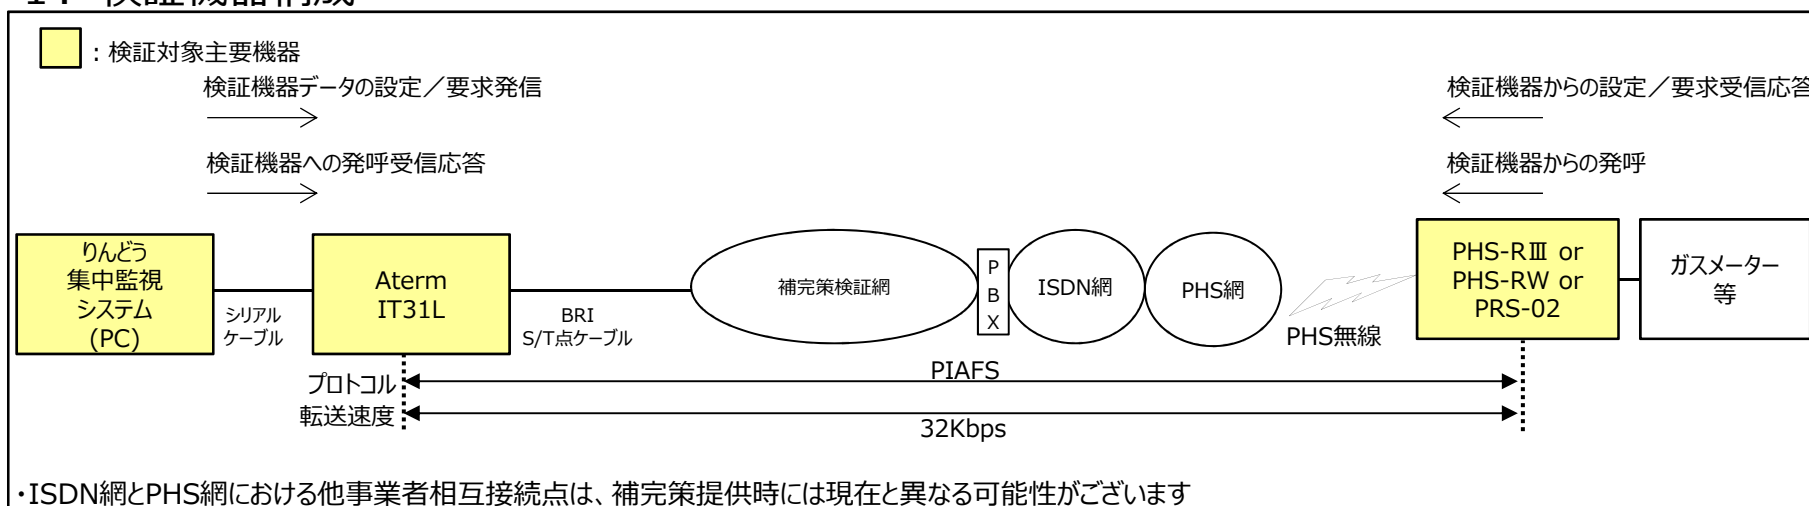 1. 検証機器構成
：検証対象主要機器
検証機器データの設定／要求発信
検証機器への発呼受信応答
検証機器からの設定／要求受信応答
検証機器からの発呼
りんどう
集中監視
システム
(PC)
シリアル
ケーブル
Aterm
IT31L
BRI
S/T点ケーブル
補完策検証網
P
B
X
ISDN網
PHS網
PHS無線
PHS-RⅢ or
PHS-RW or
PRS-02
ガスメーター
等
プロトコル
PIAFS
転送速度
32Kbps
・ISDN網とPHS網における他事業者相互接続点は、補完策提供時には現在と異なる可能性がございます